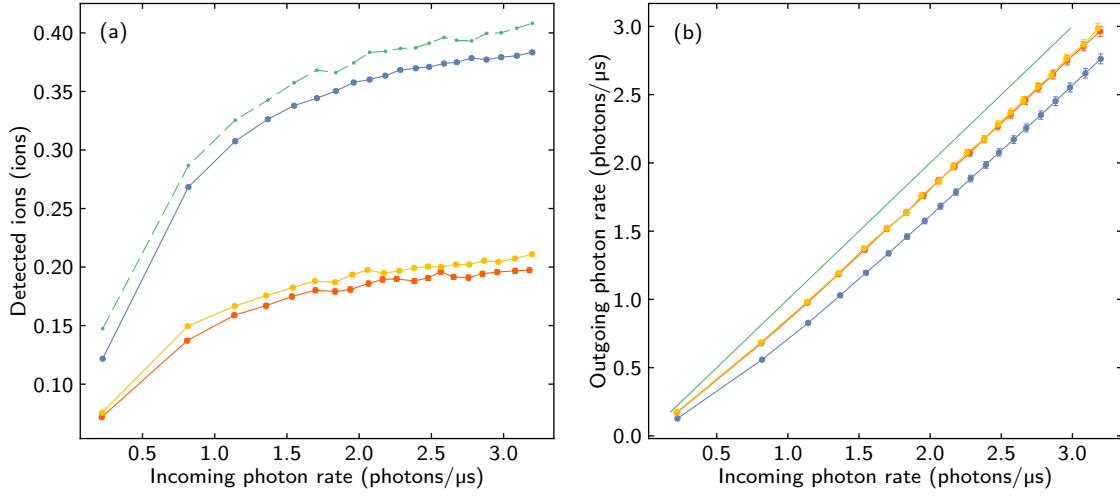 (a)
0.40
0.35
0.30
0.25
0.20
0.15
0.10
Detected ions (ions)
0.5 1.0 1.5 2.0 2.5 3.0
Incoming photon rate (photons/µs)
(b)
3.0
2.5
2.0
1.5
1.0
0.5
0.0
Outgoing photon rate (photons/µs)
0.5 1.0 1.5 2.0 2.5 3.0
Incoming photon rate (photons/µs)